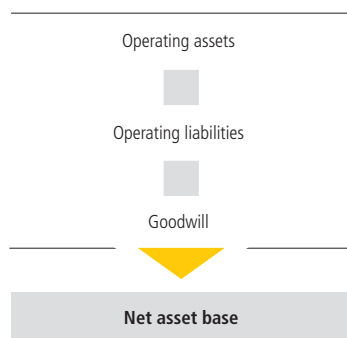 Operating assets
Operating liabilities
Goodwill
Net asset base